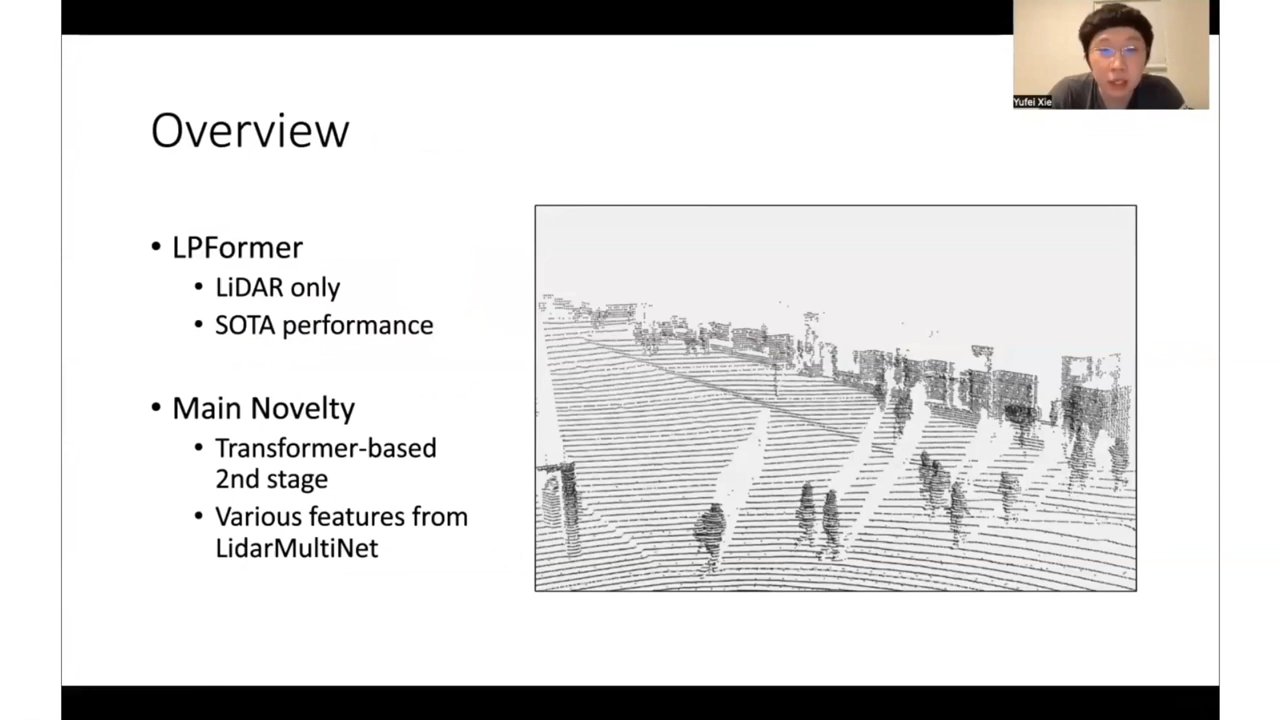 Yufei Xie
Overview
• LPFormer
• LiDAR only
• SOTA performance
• Main Novelty
• Transformer-based
2nd stage
• Various features from
LidarMultiNet